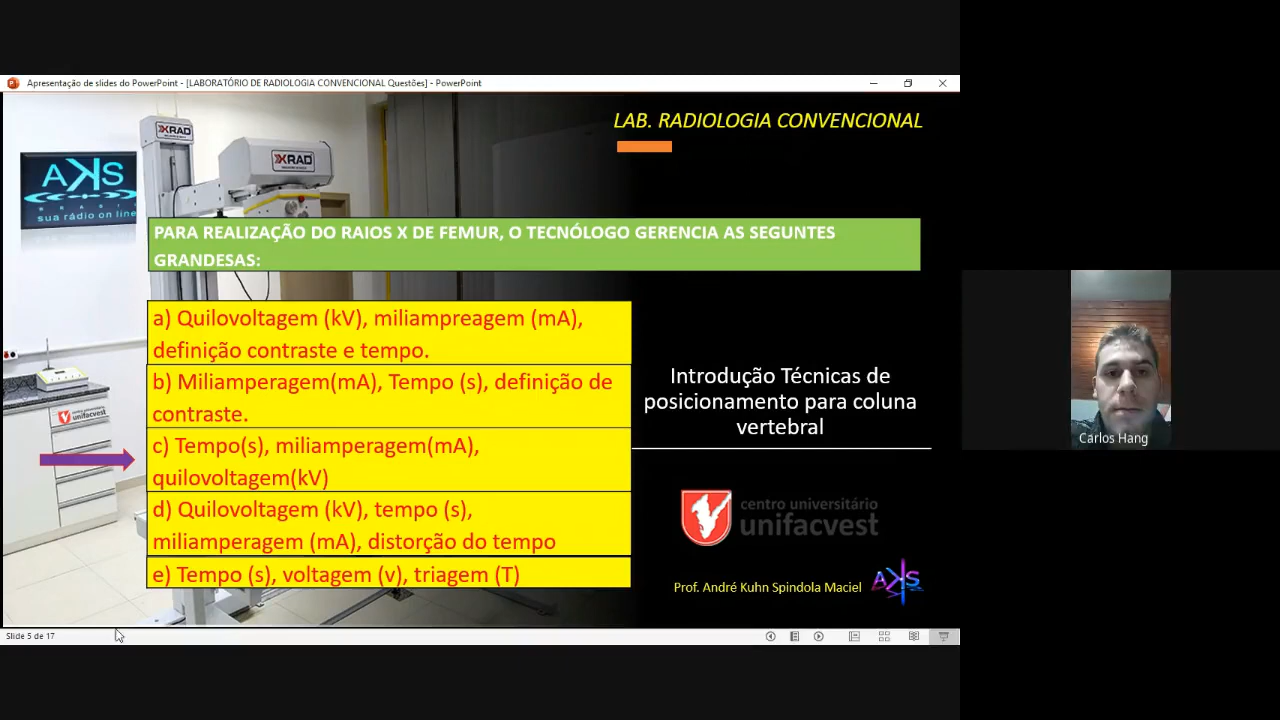 Apresentação de slides do PowerPoint - [LABORATÓRIO DE RADIOLOGIA CONVENCIONAL Questões] - PowerPoint
LAB. RADIOLOGIA CONVENCIONAL
XRAD
XRAD
AKS
BRASIL
sua rádio on line
PARA REALIZAÇÃO DO RAIOS X DE FEMUR, O TECNÓLOGO GERENCIA AS SEGUNTES
GRANDESAS:
a) Quilovoltagem (kV), miliampreagem (mA),
definição contraste e tempo.
b) Miliamperagem(mA), Tempo (s), definição de
contraste.
c) Tempo(s), miliamperagem(mA),
quilovoltagem(kV)
d) Quilovoltagem (kV), tempo (s),
miliamperagem (mA), distorção do tempo
e) Tempo (s), voltagem (v), triagem (T)
Introdução Técnicas de
posicionamento para coluna
vertebral
unifacvest
centro universitário
unifacvest
Prof. André Kuhn Spindola Maciel
AKS
Carlos Hang
Slide 5 de 17